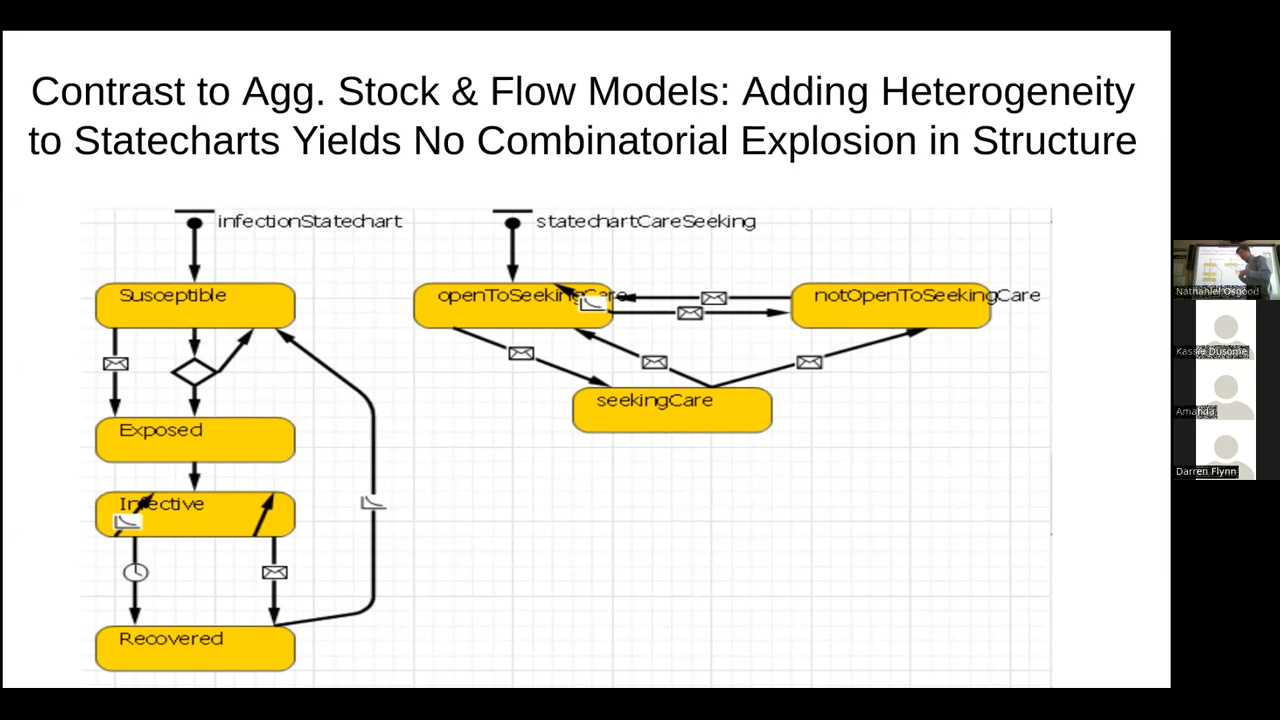 Contrast to Agg. Stock & Flow Models: Adding Heterogeneity
to Statecharts Yields No Combinatorial Explosion in Structure
infectionStatechart
statechartCareSeeking
Susceptible
openToSeekingCare
notOpenToSeekingCare
seekingCare
Exposed
Infective
Recovered
Nathaniel Osgood
Kassie Dusome
Amanda
Darren Flynn